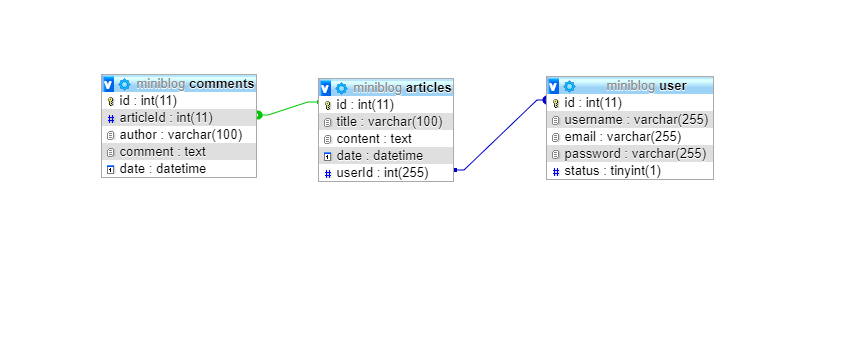 miniblog comments
id : int(11)
articleId : int(11)
author : varchar(100)
comment : text
date : datetime
miniblog articles
id : int(11)
title : varchar(100)
content : text
date : datetime
userId : int(255)
miniblog user
id : int(11)
username : varchar(255)
email : varchar(255)
password : varchar(255)
status : tinyint(1)